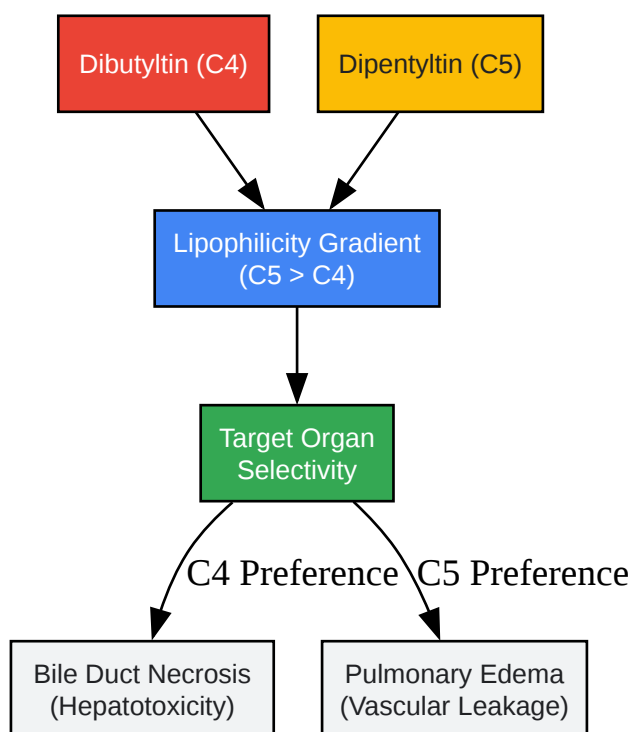 Dibutyltin (C4)
Dipentyltin (C5)
Lipophilicity Gradient
(C5 > C4)
Target Organ
Selectivity
C4 Preference
C5 Preference
Bile Duct Necrosis
(Hepatotoxicity)
Pulmonary Edema
(Vascular Leakage)